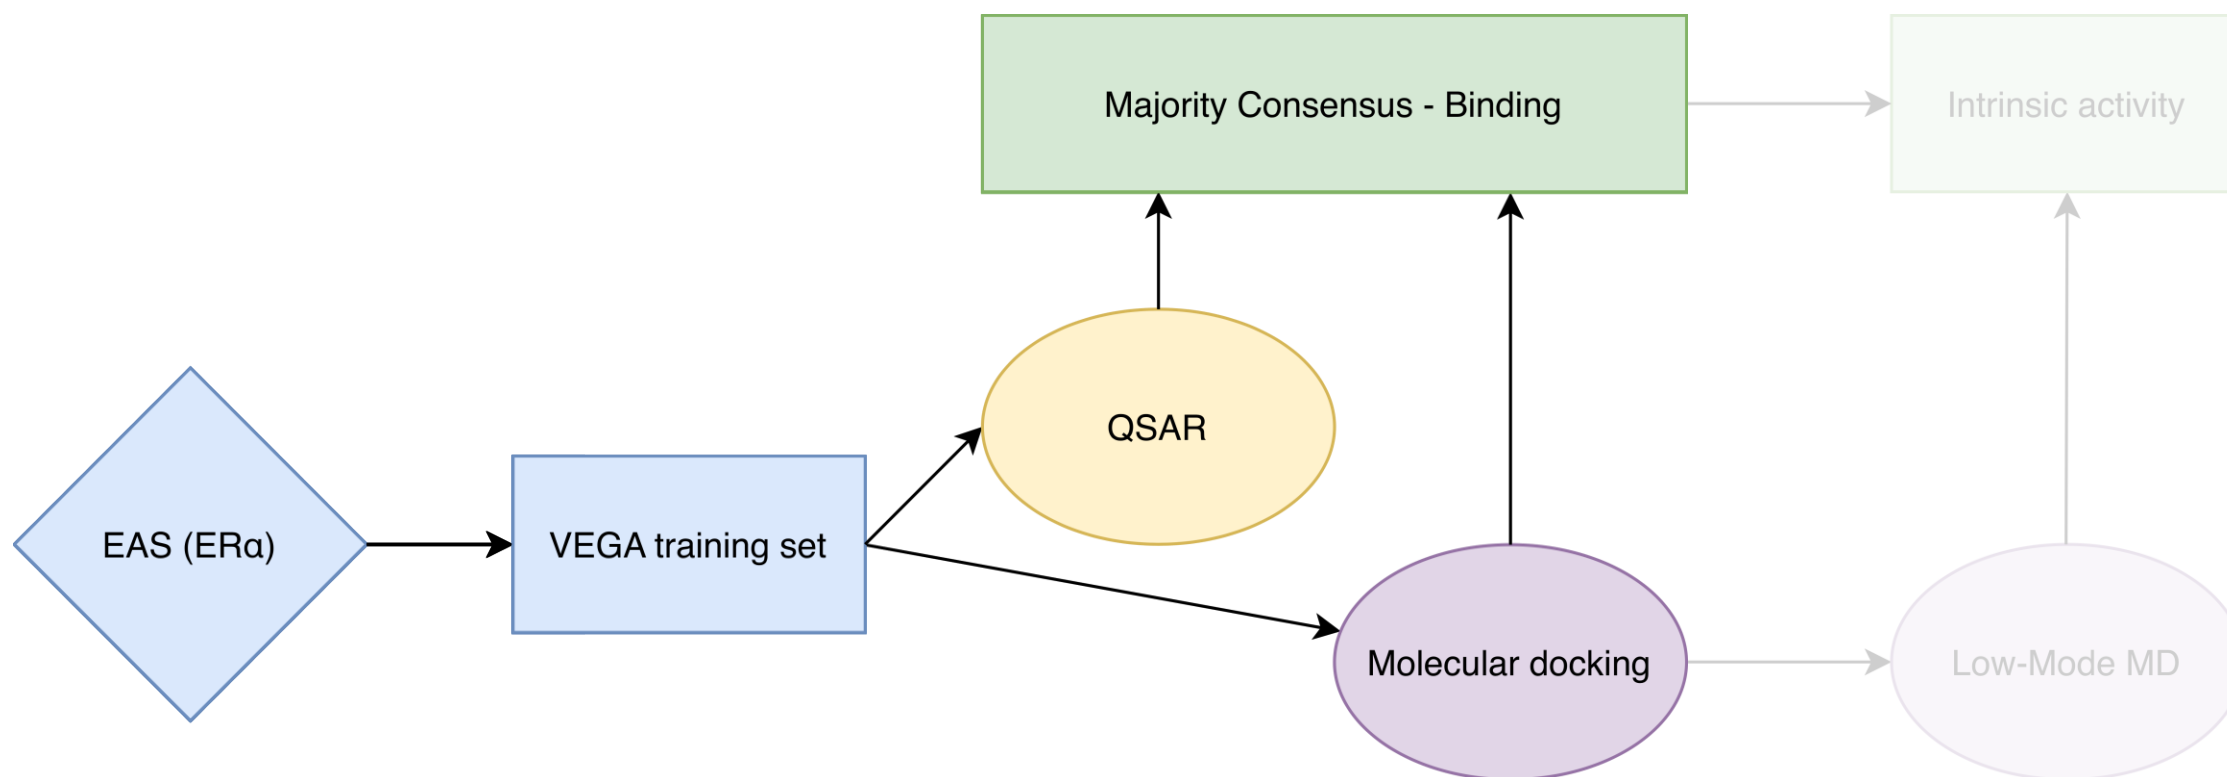 Majority Consensus - Binding
Intrinsic activity
QSAR
EAS (ERα)
VEGA training set
Molecular docking
Low-Mode MD